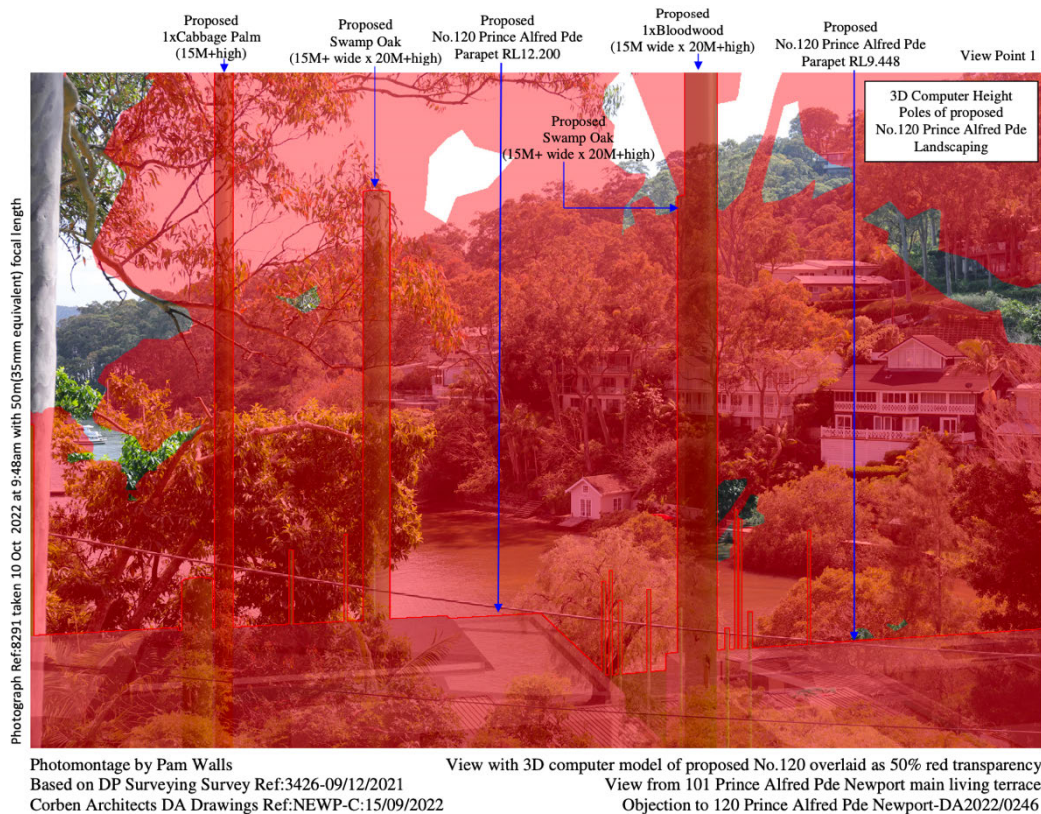 Proposed
1xCabbage Palm
(15M+high)
Proposed
Swamp Oak
(15M+ wide x 20M+high)
Proposed
No.120 Prince Alfred Pde
Parapet RL12.200
Proposed
1xBloodwood
(15M wide x 20M+high)
Proposed
No.120 Prince Alfred Pde
Parapet RL9.448
View Point 1
3D Computer Height
Poles of proposed
No.120 Prince Alfred Pde
Landscaping
Proposed
Swamp Oak
(15M+ wide x 20M+high)
Photograph Ref:8291 taken 10 Oct 2022 at 9:48am with 50m(35mm equivalent) focal length
Photomontage by Pam Walls
Based on DP Surveying Survey Ref:3426-09/12/2021
Corben Architects DA Drawings Ref:NEWP-C:15/09/2022
View with 3D computer model of proposed No.120 overlaid as 50% red transparency
View from 101 Prince Alfred Pde Newport main living terrace
Objection to 120 Prince Alfred Pde Newport-DA2022/0246